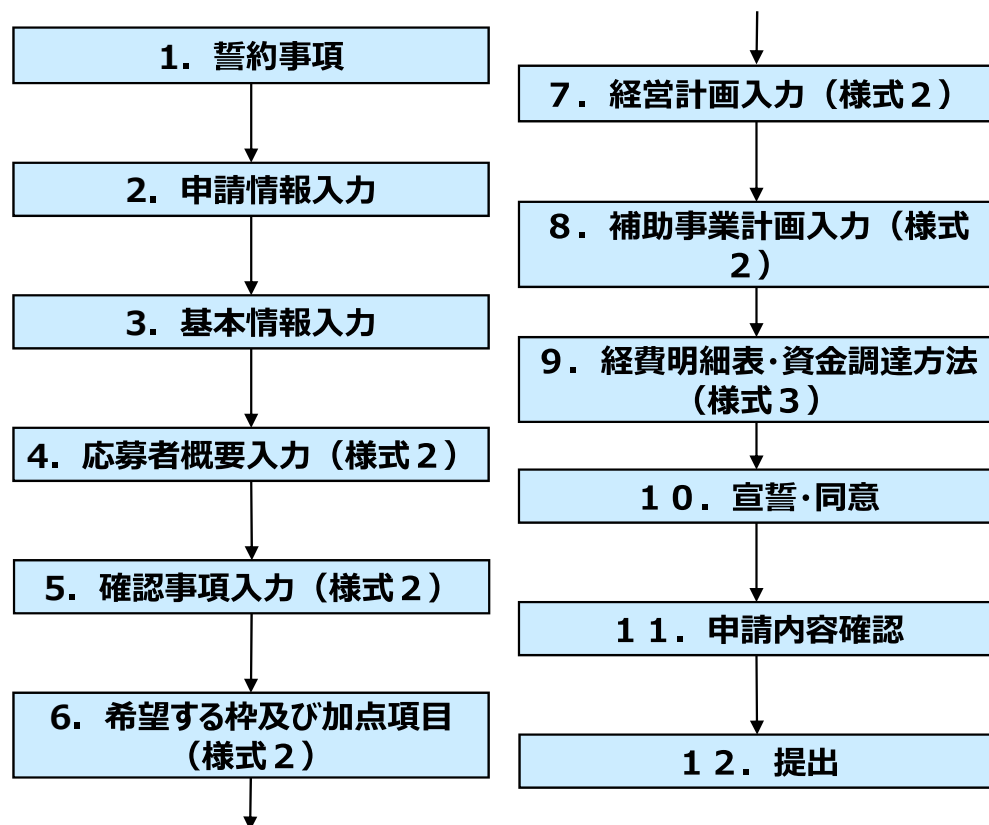 1．誓約事項
2．申請情報入力
3．基本情報入力
4．応募者概要入力（様式２）
5．確認事項入力（様式２）
6．希望する枠及び加点項目
（様式２）
７．経営計画入力（様式２）
８．補助事業計画入力（様式
２）
９．経費明細表・資金調達方法
（様式３）
１０．宣誓・同意
１１．申請内容確認
１２．提出